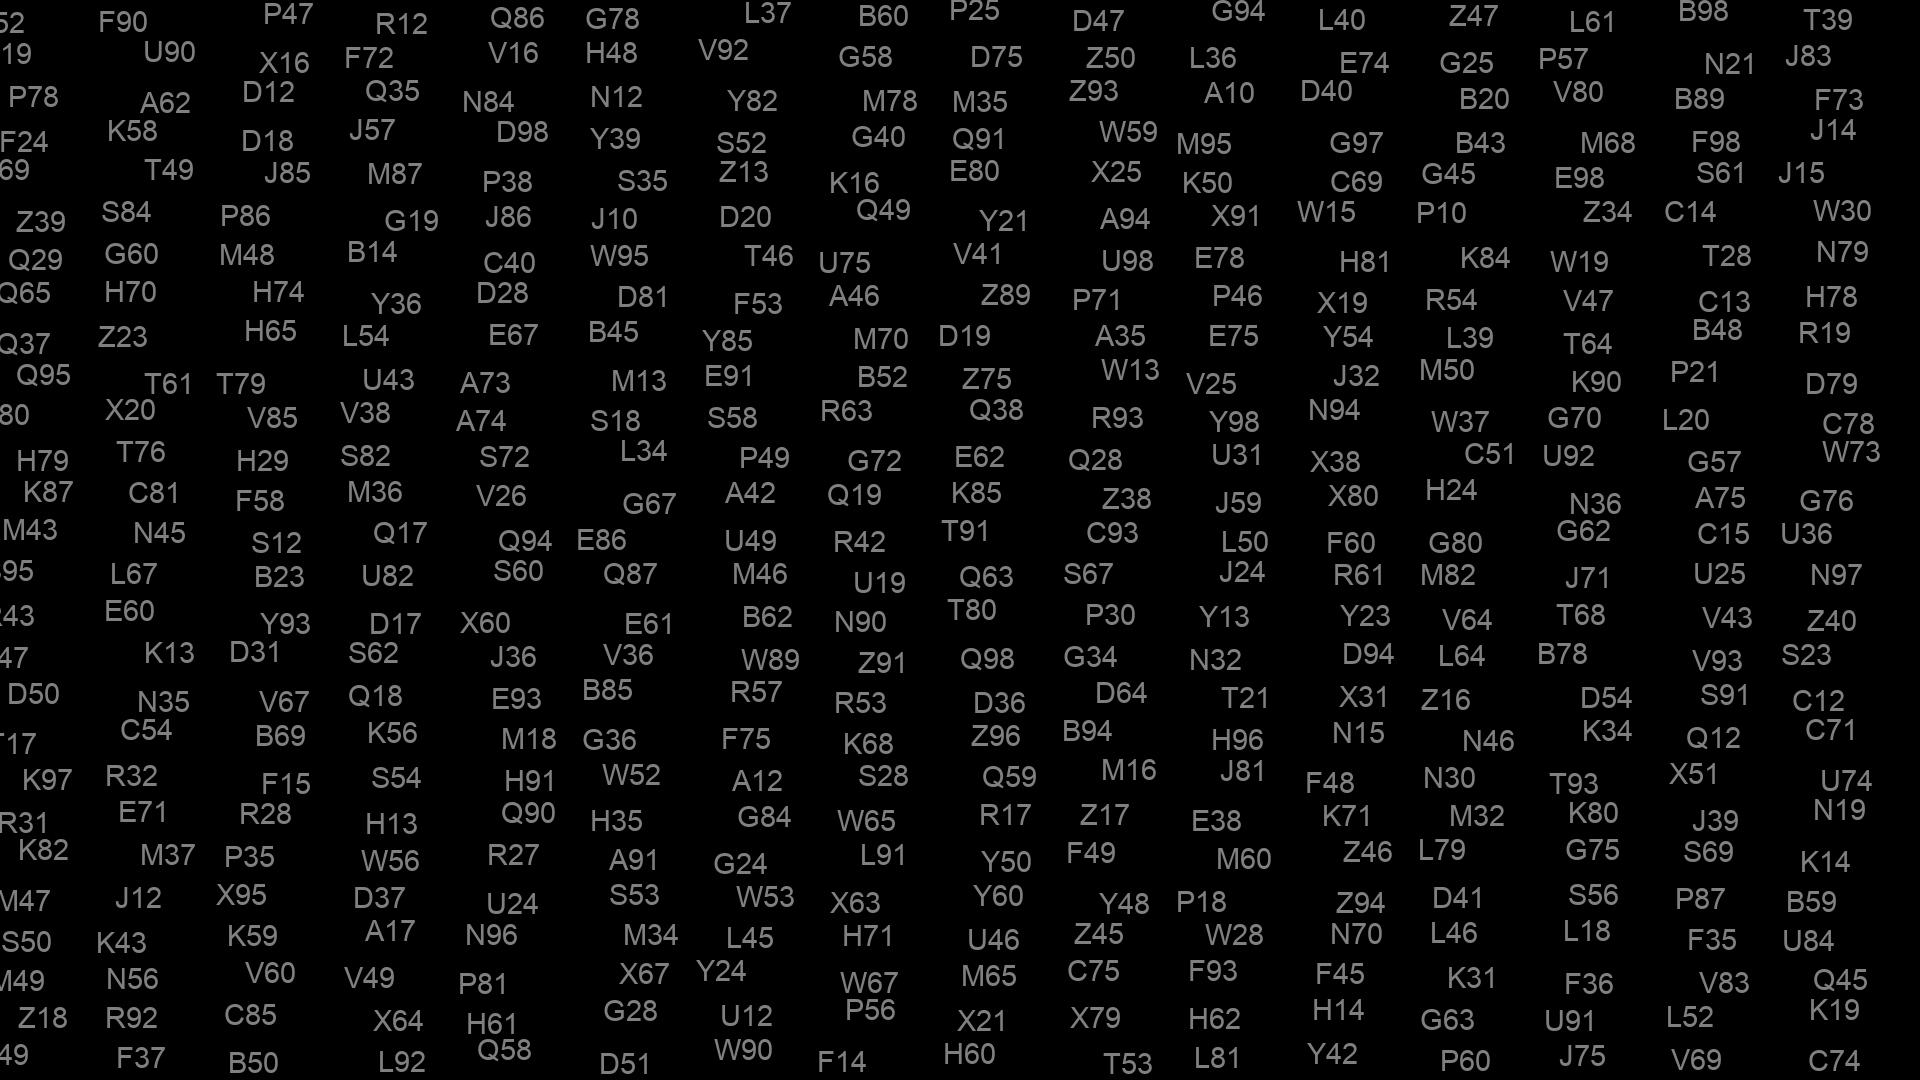 52 F90 P47 R12 Q86 G78 L37 B60 P25 D47 G94 L40 Z47 L61 B98 T39
19 U90 X16 F72 V16 H48 V92 G58 D75 Z50 L36 E74 G25 P57 N21 J83
P78 A62 D12 Q35 N84 N12 Y82 M78 M35 Z93 A10 D40 B20 V80 B89 F73
F24 K58 D18 J57 D98 Y39 S52 G40 Q91 W59 M95 G97 B43 M68 F98 J14
69 T49 J85 M87 P38 S35 Z13 K16 E80 X25 K50 C69 G45 E98 S61 J15
Z39 S84 P86 G19 J86 J10 D20 Q49 Y21 A94 X91 W15 P10 Z34 C14 W30
Q29 G60 M48 B14 C40 W95 T46 U75 V41 U98 E78 H81 K84 W19 T28 N79
Q65 H70 H74 Y36 D28 D81 F53 A46 Z89 P71 P46 X19 R54 V47 C13 H78
Q37 Z23 H65 L54 E67 B45 Y85 M70 D19 A35 E75 Y54 L39 T64 B48 R19
Q95 T61 T79 U43 A73 M13 E91 B52 Z75 W13 V25 J32 M50 K90 P21 D79
80 X20 V85 V38 A74 S18 S58 R63 Q38 R93 Y98 N94 W37 G70 L20 C78
H79 T76 H29 S82 S72 L34 P49 G72 E62 Q28 U31 X38 C51 U92 G57 W73
K87 C81 F58 M36 V26 G67 A42 Q19 K85 Z38 J59 X80 H24 N36 A75 G76
M43 N45 S12 Q17 Q94 E86 U49 R42 T91 C93 L50 F60 G80 G62 C15 U36
95 L67 B23 U82 S60 Q87 M46 U19 Q63 S67 J24 R61 M82 J71 U25 N97
43 E60 Y93 D17 X60 E61 B62 N90 T80 P30 Y13 Y23 V64 T68 V43 Z40
47 K13 D31 S62 J36 V36 W89 Z91 Q98 G34 N32 D94 L64 B78 V93 S23
D50 N35 V67 Q18 E93 B85 R57 R53 D36 D64 T21 X31 Z16 D54 S91 C12
17 C54 B69 K56 M18 G36 F75 K68 Z96 B94 H96 N15 N46 K34 Q12 C71
K97 R32 F15 S54 H91 W52 A12 S28 Q59 M16 J81 F48 N30 T93 X51 U74
R31 E71 R28 H13 Q90 H35 G84 W65 R17 Z17 E38 K71 M32 K80 J39 N19
K82 M37 P35 W56 R27 A91 G24 L91 Y50 F49 M60 Z46 L79 G75 S69 K14
M47 J12 X95 D37 U24 S53 W53 X63 Y60 Y48 P18 Z94 D41 S56 P87 B59
S50 K43 K59 A17 N96 M34 L45 H71 U46 Z45 W28 N70 L46 L18 F35 U84
M49 N56 V60 V49 P81 X67 Y24 W67 M65 C75 F93 F45 K31 F36 V83 Q45
Z18 R92 C85 X64 H61 G28 U12 P56 X21 X79 H62 H14 G63 U91 L52 K19
49 F37 B50 L92 Q58 D51 W90 F14 H60 T53 L81 Y42 P60 J75 V69 C74